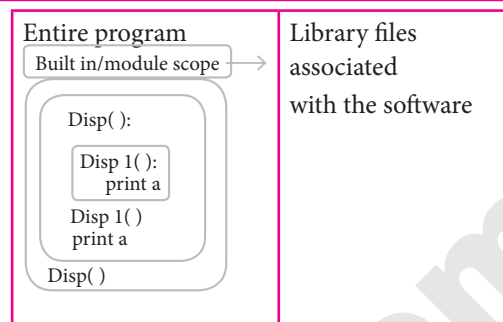 Entire program
Built in/module scope
Disp( ):
Disp 1( ):
print a
Disp 1( )
print a
Disp( )
Library files
associated
with the software